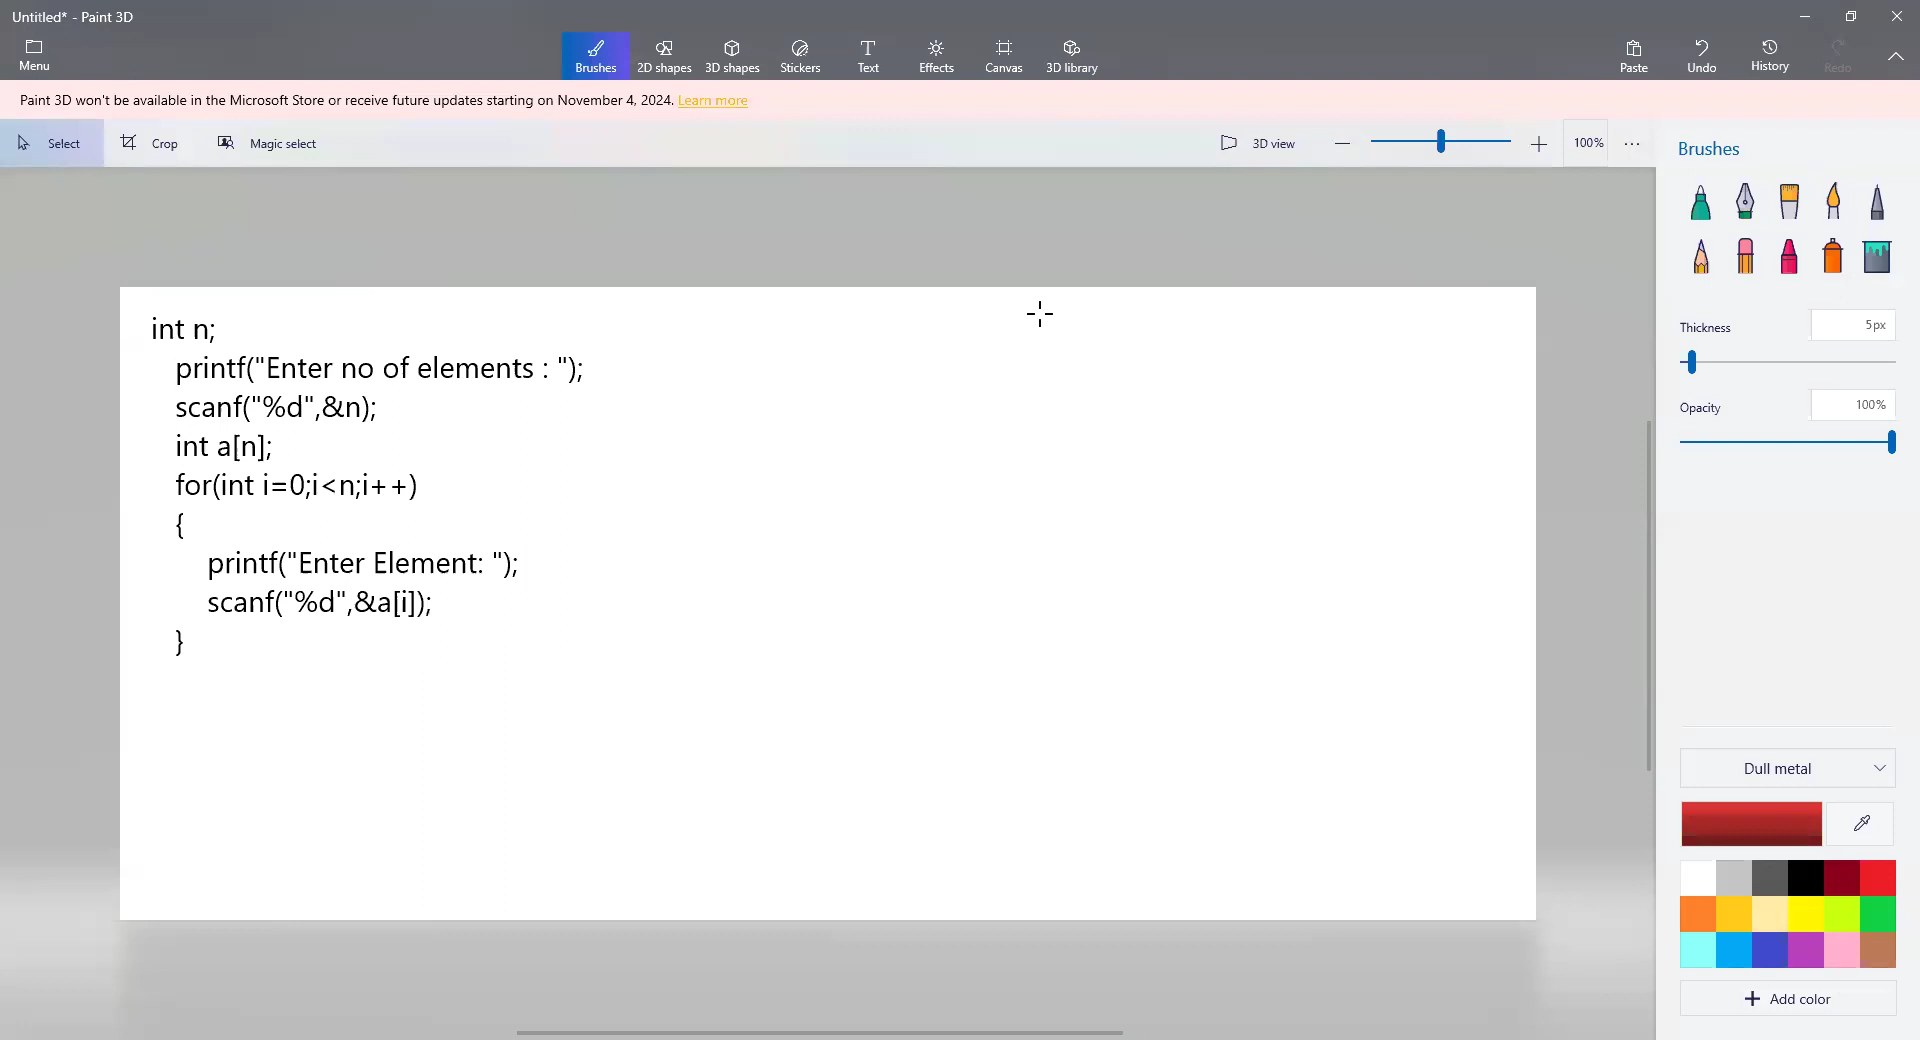 Untitled* - Paint 3D
Menu
Brushes 2D shapes 3D shapes Stickers Text Effects Canvas 3D library
Paste Undo History Redo
Paint 3D won't be available in the Microsoft Store or receive future updates starting on November 4, 2024. Learn more
Select Crop Magic select 3D view 100%
Brushes
Thickness 5px
Opacity 100%
int n;
printf("Enter no of elements : ");
scanf("%d",&n);
int a[n];
for(int i=0;i<n;i++)
{
printf("Enter Element: ");
scanf("%d",&a[i]);
}
Dull metal
+ Add color